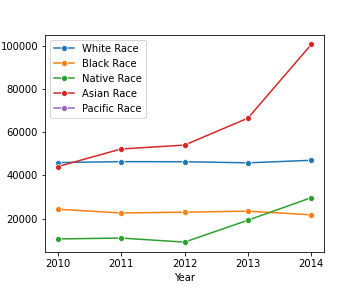 100000
80000
60000
40000
20000
White Race
Black Race
Native Race
Asian Race
Pacific Race
2010 2011 2012 2013 2014
Year